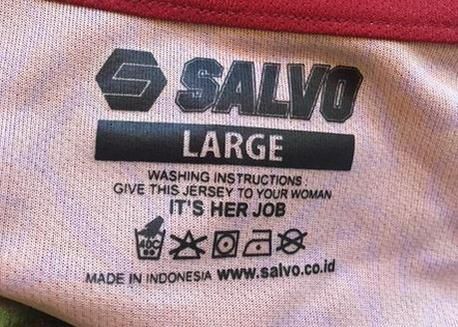 SALVO
LARGE
WASHING INSTRUCTIONS :
GIVE THIS JERSEY TO YOUR WOMAN
IT'S HER JOB
40C
MADE IN INDONESIA www.salvo.co.id